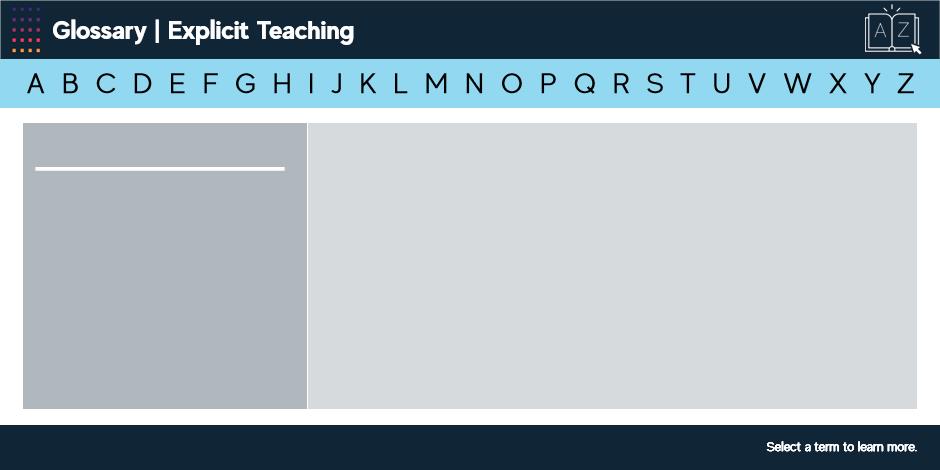 Glossary | Explicit Teaching
A Z
A B C D E F G H I J K L M N O P Q R S T U V W X Y Z
Select a term to learn more.